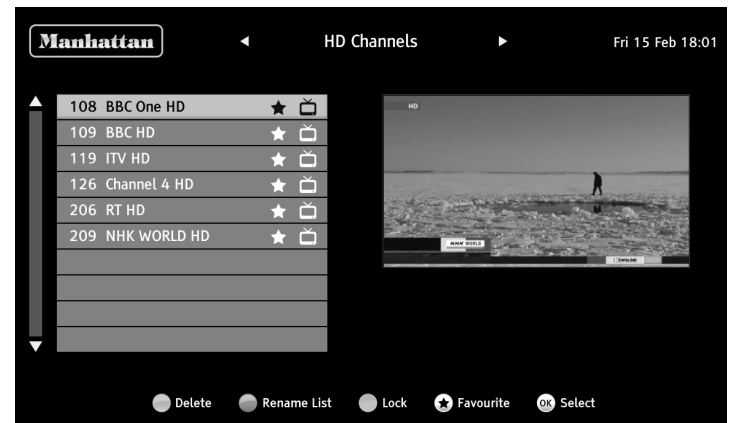 Manhattan
HD Channels
Fri 15 Feb 18:01
108 BBC One HD
109 BBC HD
119 ITV HD
126 Channel 4 HD
206 RT HD
209 NHK WORLD HD
HD
NHK WORLD
NEWSLINE
Delete
Rename List
Lock
Favourite
OK Select